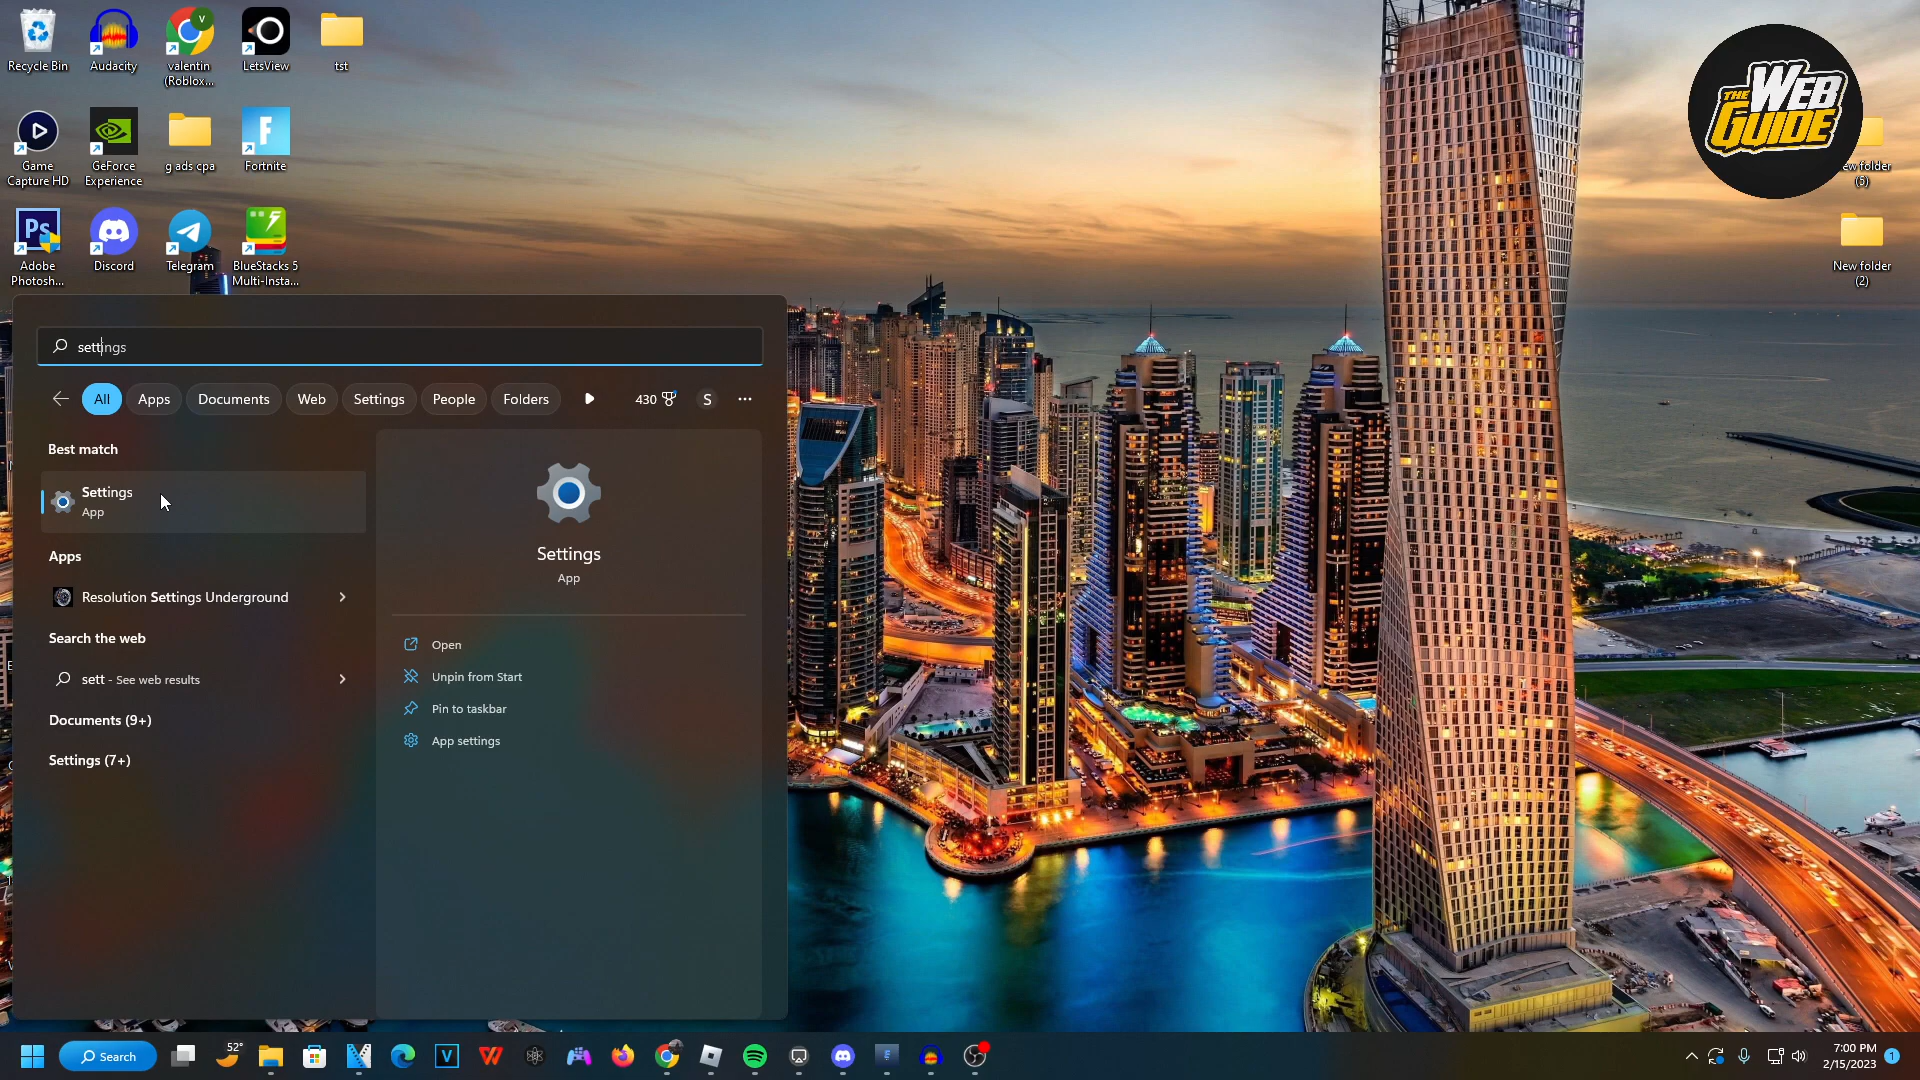 Recycle Bin
Audacity
valentin
(Roblox...
LetsView
tst
Game
Capture HD
GeForce
Experience
g ads cpa
Fortnite
Adobe
Photosh...
Discord
Telegram
BlueStacks 5
Multi-Insta...
THE
WEB
GUIDE
ew folder
(5)
New folder
(2)
settings
All
Apps
Documents
Web
Settings
People
Folders
430
S
Best match
Settings
App
Apps
Resolution Settings Underground
Search the web
sett - See web results
Documents (9+)
Settings (7+)
Settings
App
Open
Unpin from Start
Pin to taskbar
App settings
Search
52°
7:00 PM
2/15/2023
1